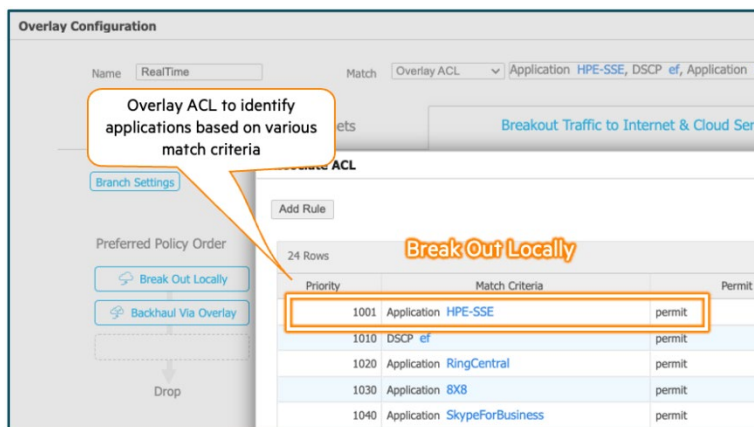 Overlay Configuration
Name RealTime Match Overlay ACL Application HPE-SSE, DSCP ef, Application
Overlay ACL to identify
applications based on various
match criteria
ets Breakout Traffic to Internet & Cloud Ser
ACL
Branch Settings
Add Rule
Preferred Policy Order
24 Rows
Break Out Locally
Break Out Locally
Priority Match Criteria Permit
Backhaul Via Overlay
1001 Application HPE-SSE permit
1010 DSCP ef permit
1020 Application RingCentral permit
Drop
1030 Application 8X8 permit
1040 Application SkypeForBusiness permit